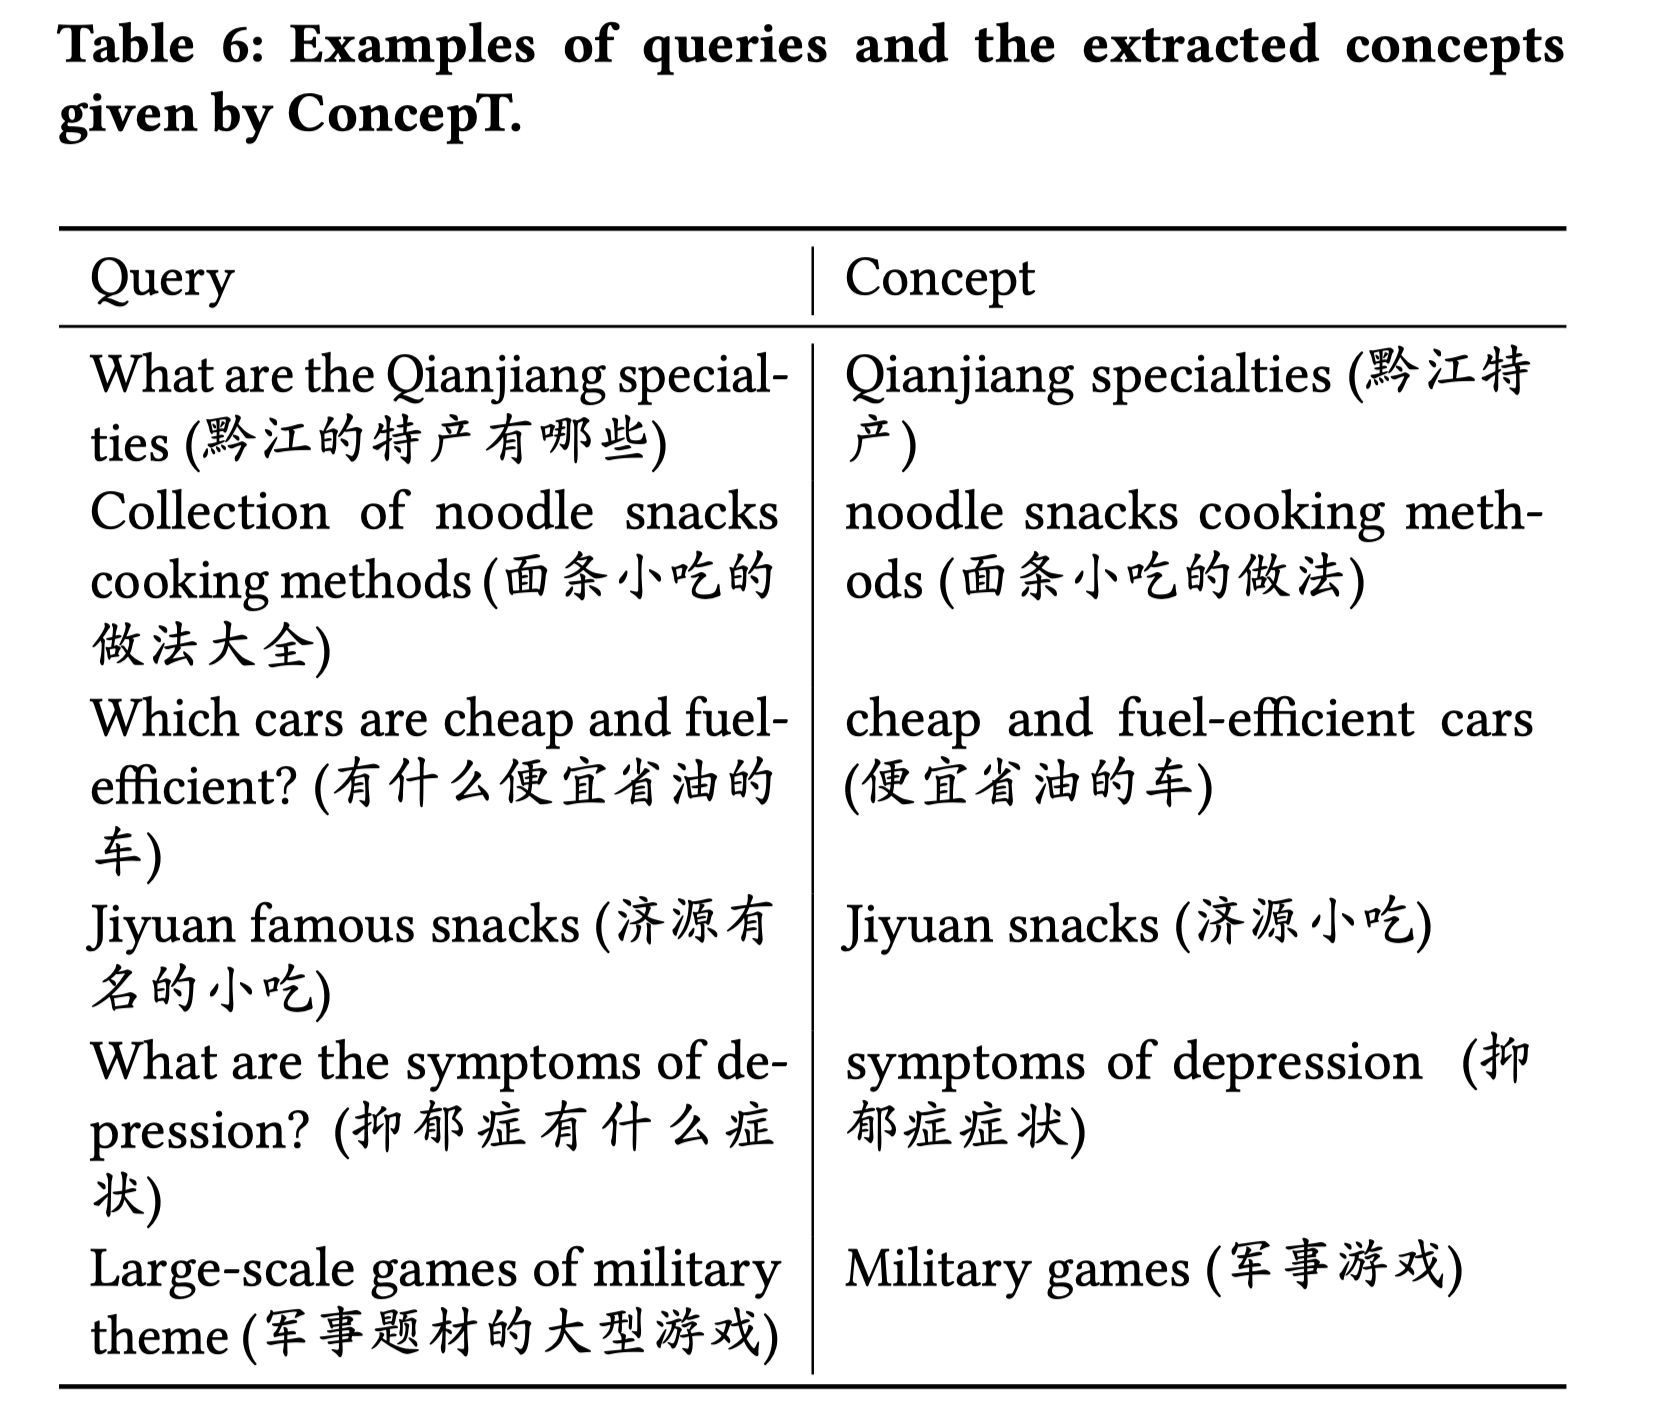 Table 6: Examples of queries and the extracted concepts
given by ConcepT.
Query
Concept
What are the Qianjiang special-
ties (黔江的特产有哪些)
Qianjiang specialties (黔江特
产)
Collection of noodle snacks
cooking methods (面条小吃的
做法大全)
noodle snacks cooking meth-
ods (面条小吃的做法)
Which cars are cheap and fuel-
efficient? (有什么便宜省油的
车)
cheap and fuel-efficient cars
(便宜省油的车)
Jiyuan famous snacks (济源有
名的小吃)
Jiyuan snacks (济源小吃)
What are the symptoms of de-
pression? (抑郁症有什么症
状)
symptoms of depression (抑
郁症症状)
Large-scale games of military
theme (军事题材的大型游戏)
Military games (军事游戏)